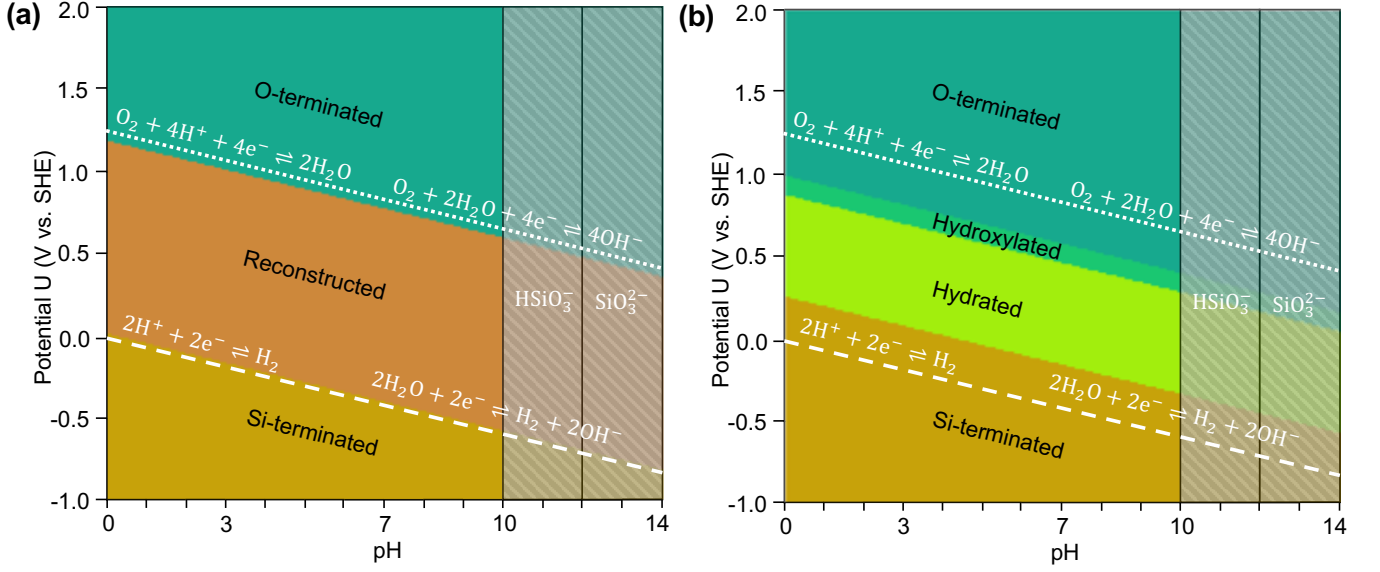 (a)
2.0
1.5
1.0
0.5
0.0
-0.5
-1.0
Potential U (V vs. SHE)
O-terminated
O₂ + 4H⁺ + 4e⁻ ⇌ 2H₂O
O₂ + 2H₂O + 4e⁻ ⇌ 4OH⁻
Reconstructed
HSiO₃⁻
SiO₃²⁻
2H⁺ + 2e⁻ ⇌ H₂
2H₂O + 2e⁻ ⇌ H₂ + 2OH⁻
Si-terminated
0 3 7 10 14
pH
(b)
2.0
1.5
1.0
0.5
0.0
-0.5
-1.0
Potential U (V vs. SHE)
O-terminated
O₂ + 4H⁺ + 4e⁻ ⇌ 2H₂O
O₂ + 2H₂O + 4e⁻ ⇌ 4OH⁻
Hydroxylated
Hydrated
HSiO₃⁻
SiO₃²⁻
2H⁺ + 2e⁻ ⇌ H₂
2H₂O + 2e⁻ ⇌ H₂ + 2OH⁻
Si-terminated
0 3 7 10 14
pH